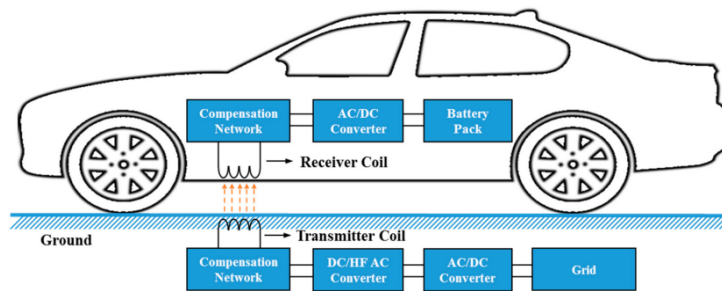 Compensation
Network
AC/DC
Converter
Battery
Pack
Receiver Coil
Ground
Transmitter Coil
Compensation
Network
DC/HF AC
Converter
AC/DC
Converter
Grid